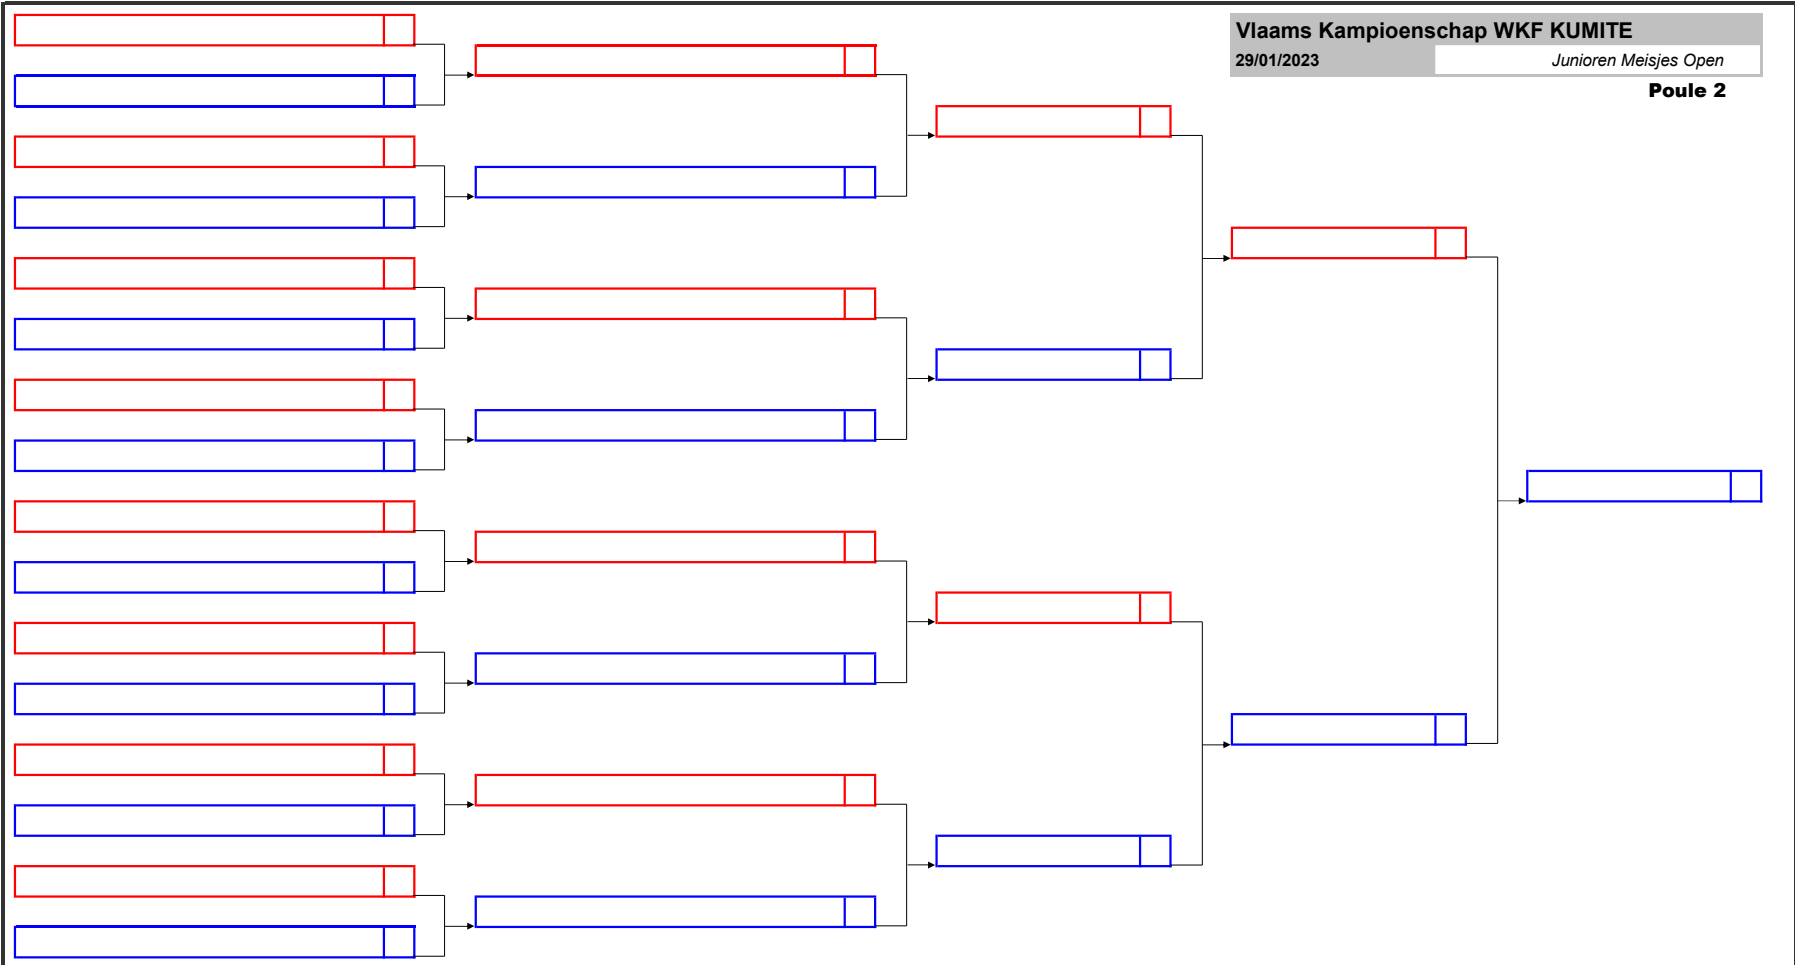 Vlaams Kampioenschap WKF KUMITE
29/01/2023 Junioren Meisjes Open
Poule 2